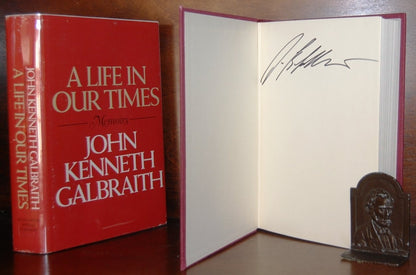 JOHN KENNETH GALBRAITH
A LIFE IN OUR TIMES
A LIFE IN
OUR TIMES
Memoirs
JOHN
KENNETH
GALBRAITH